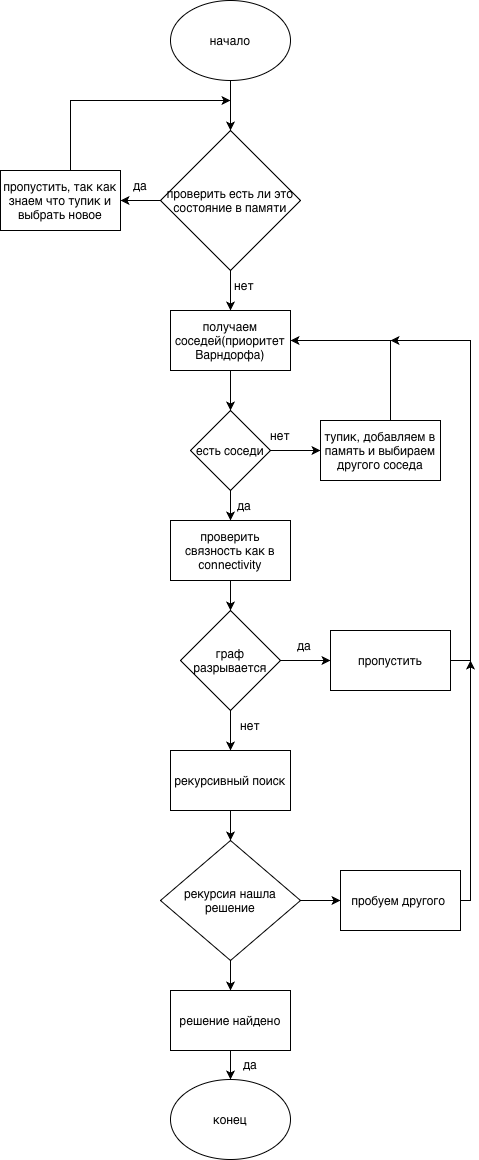 начало
пропустить, так как
знаем что тупик и
выбрать новое
да
проверить есть ли это
состояние в памяти
нет
получаем
соседей(приоритет
Варндорфа)
есть соседи
нет
тупик, добавляем в
память и выбираем
другого соседа
да
проверить
связность как в
connectivity
граф
разрывается
да
пропустить
нет
рекурсивный поиск
рекурсия нашла
решение
пробуем другого
решение найдено
да
конец